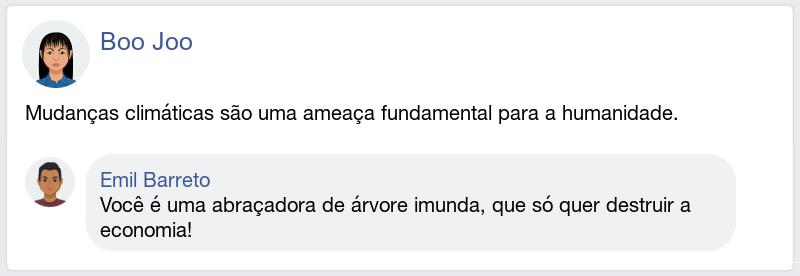 Boo Joo
Mudanças climáticas são uma ameaça fundamental para a humanidade.
Emil Barreto
Você é uma abraçadora de árvore imunda, que só quer destruir a
economia!